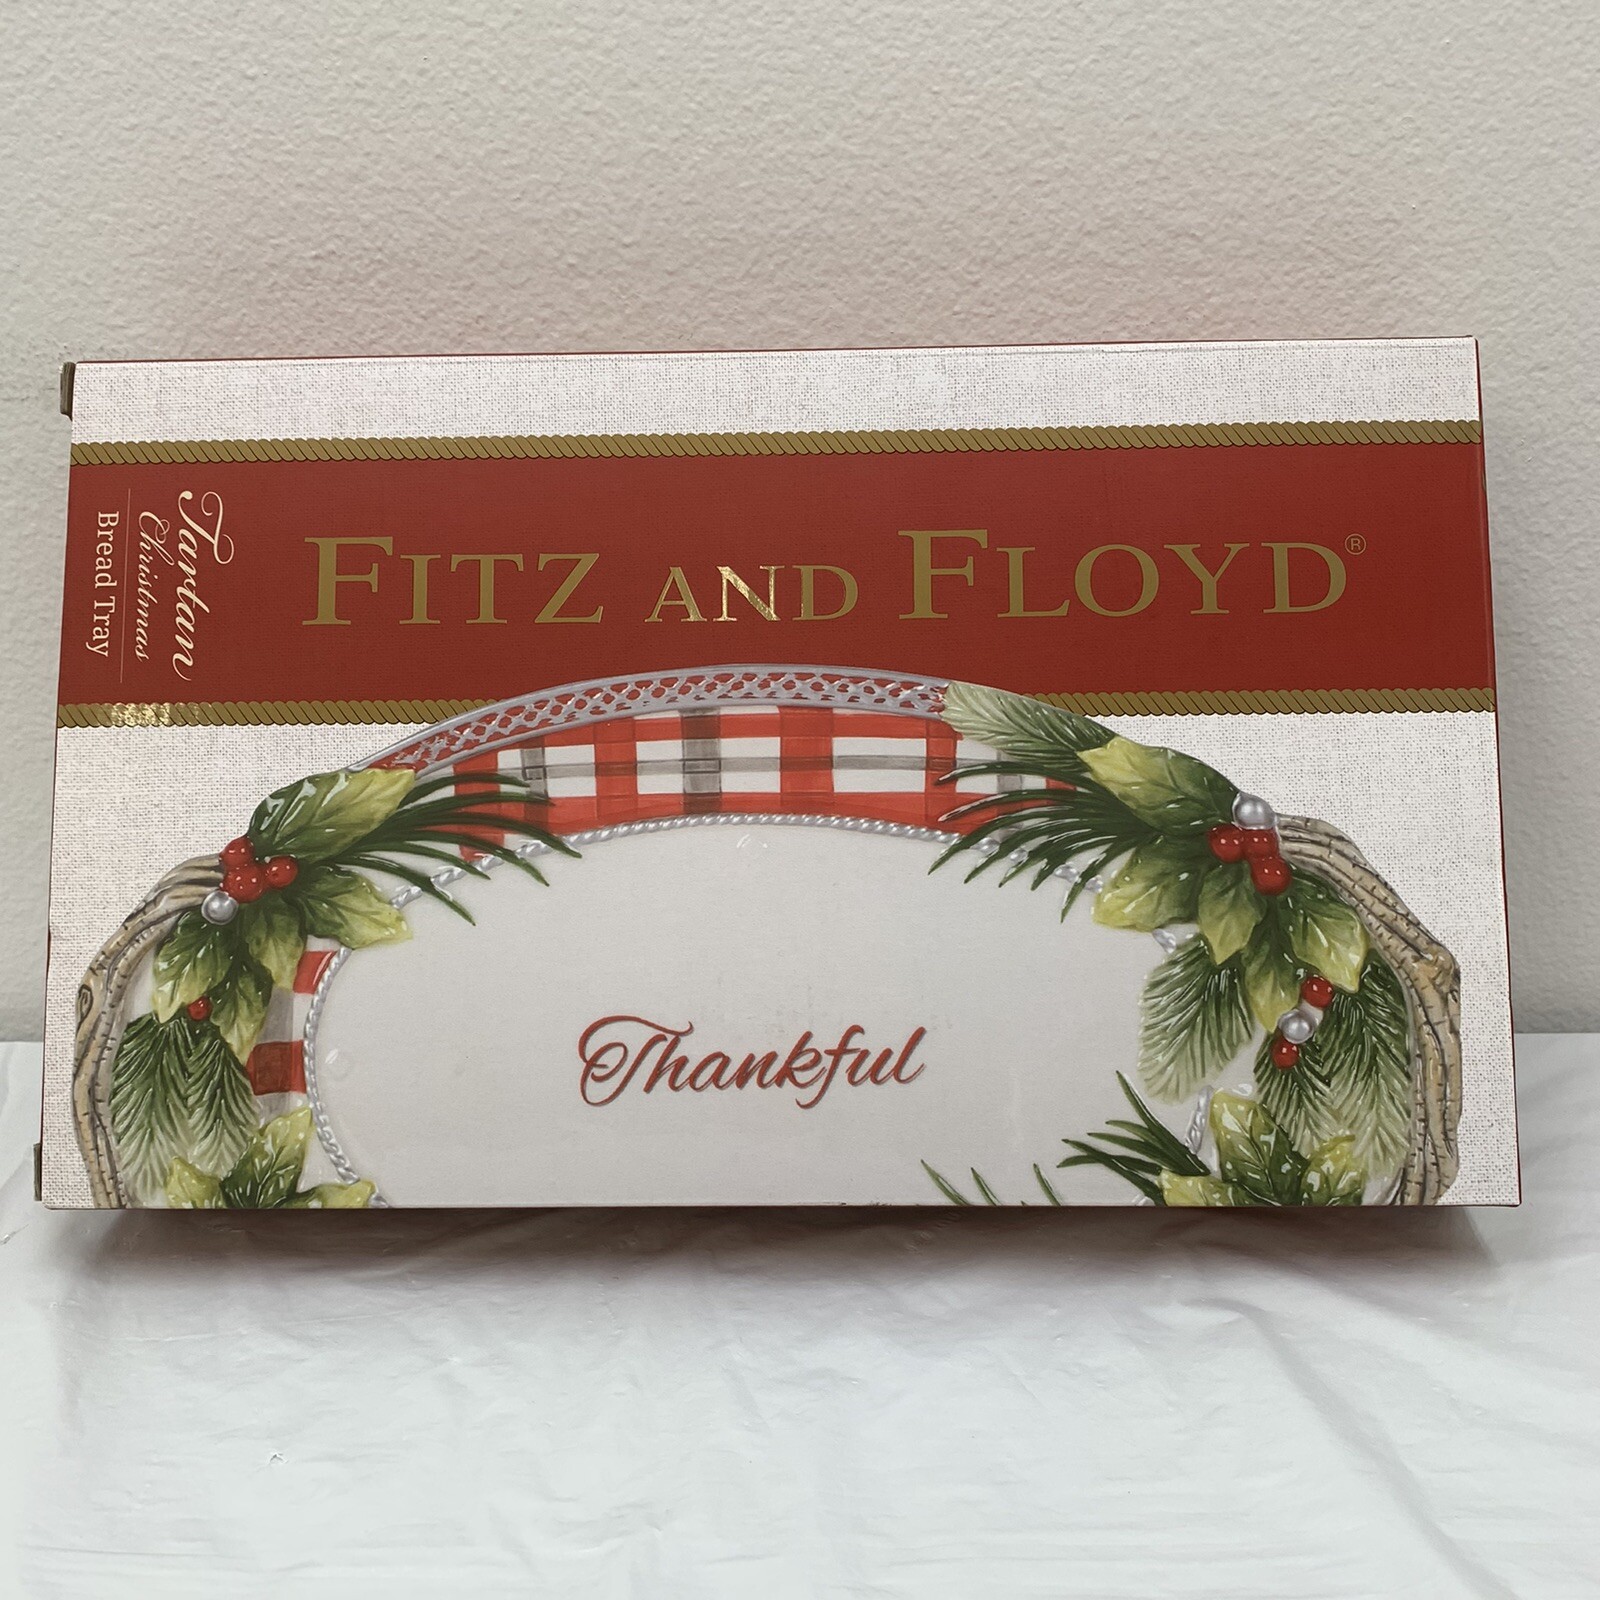 FITZ AND FLOYD®
Tartan
Christmas
Bread Tray
Thankful